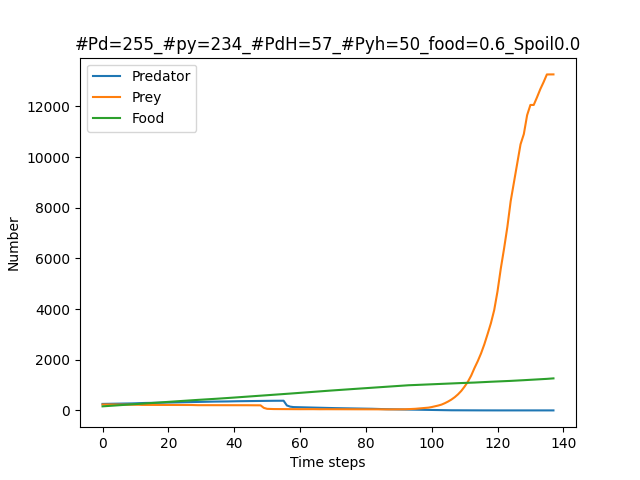 #Pd=255_#py=234_#PdH=57_#Pyh=50_food=0.6_Spoil0.0
Predator
Prey
Food
12000
10000
8000
6000
4000
2000
0
Number
0 20 40 60 80 100 120 140
Time steps